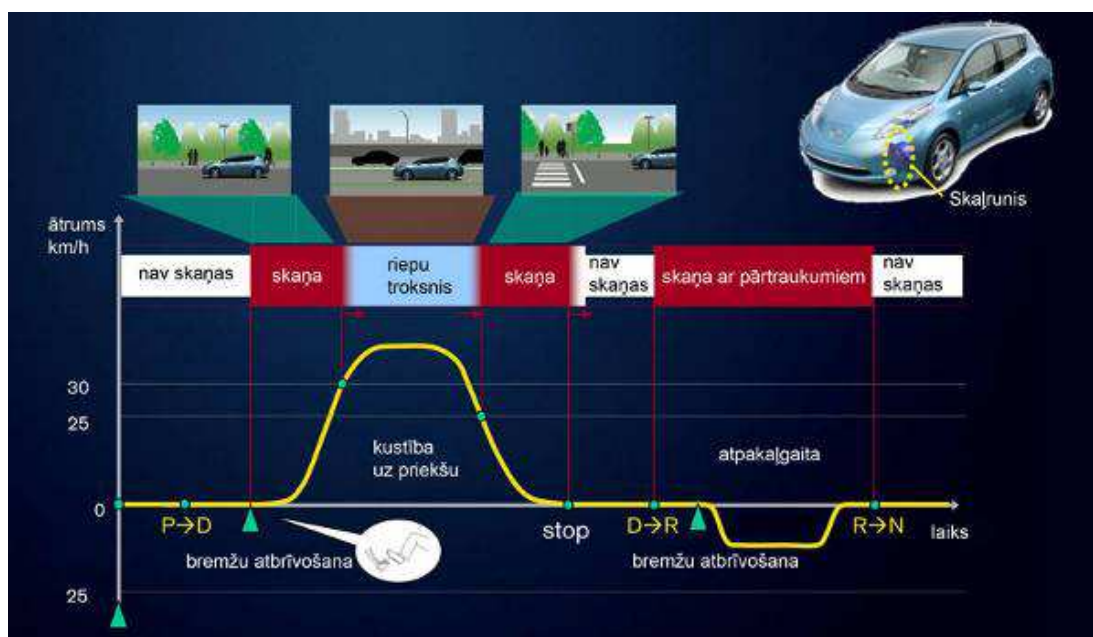 Skaļrunis
ātrums
km/h
nav skaņas
skaņa
riepu
troksnis
skaņa
nav
skaņas
skaņa ar pārtraukumiem
nav
skaņas
30
25
kustība
uz priekšu
atpakaļgaita
0
P→D
stop
D→R
R→N
laiks
bremžu atbrīvošana
bremžu atbrīvošana
25